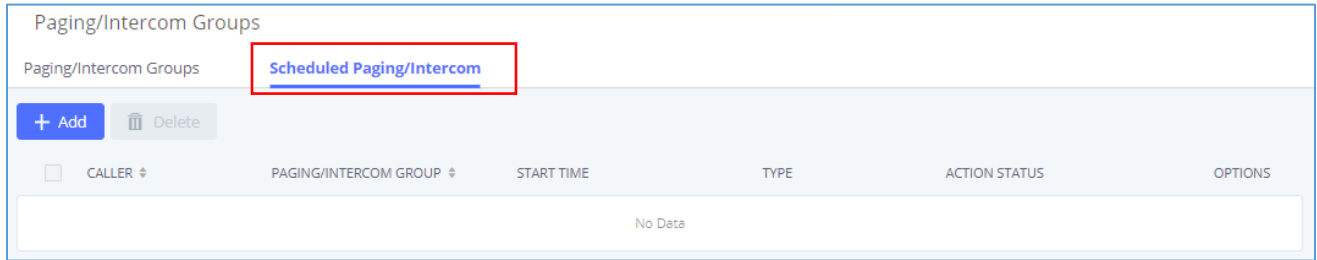 Paging/Intercom Groups
Paging/Intercom Groups Scheduled Paging/Intercom
+ Add Delete
CALLER PAGING/INTERCOM GROUP START TIME TYPE ACTION STATUS OPTIONS
No Data